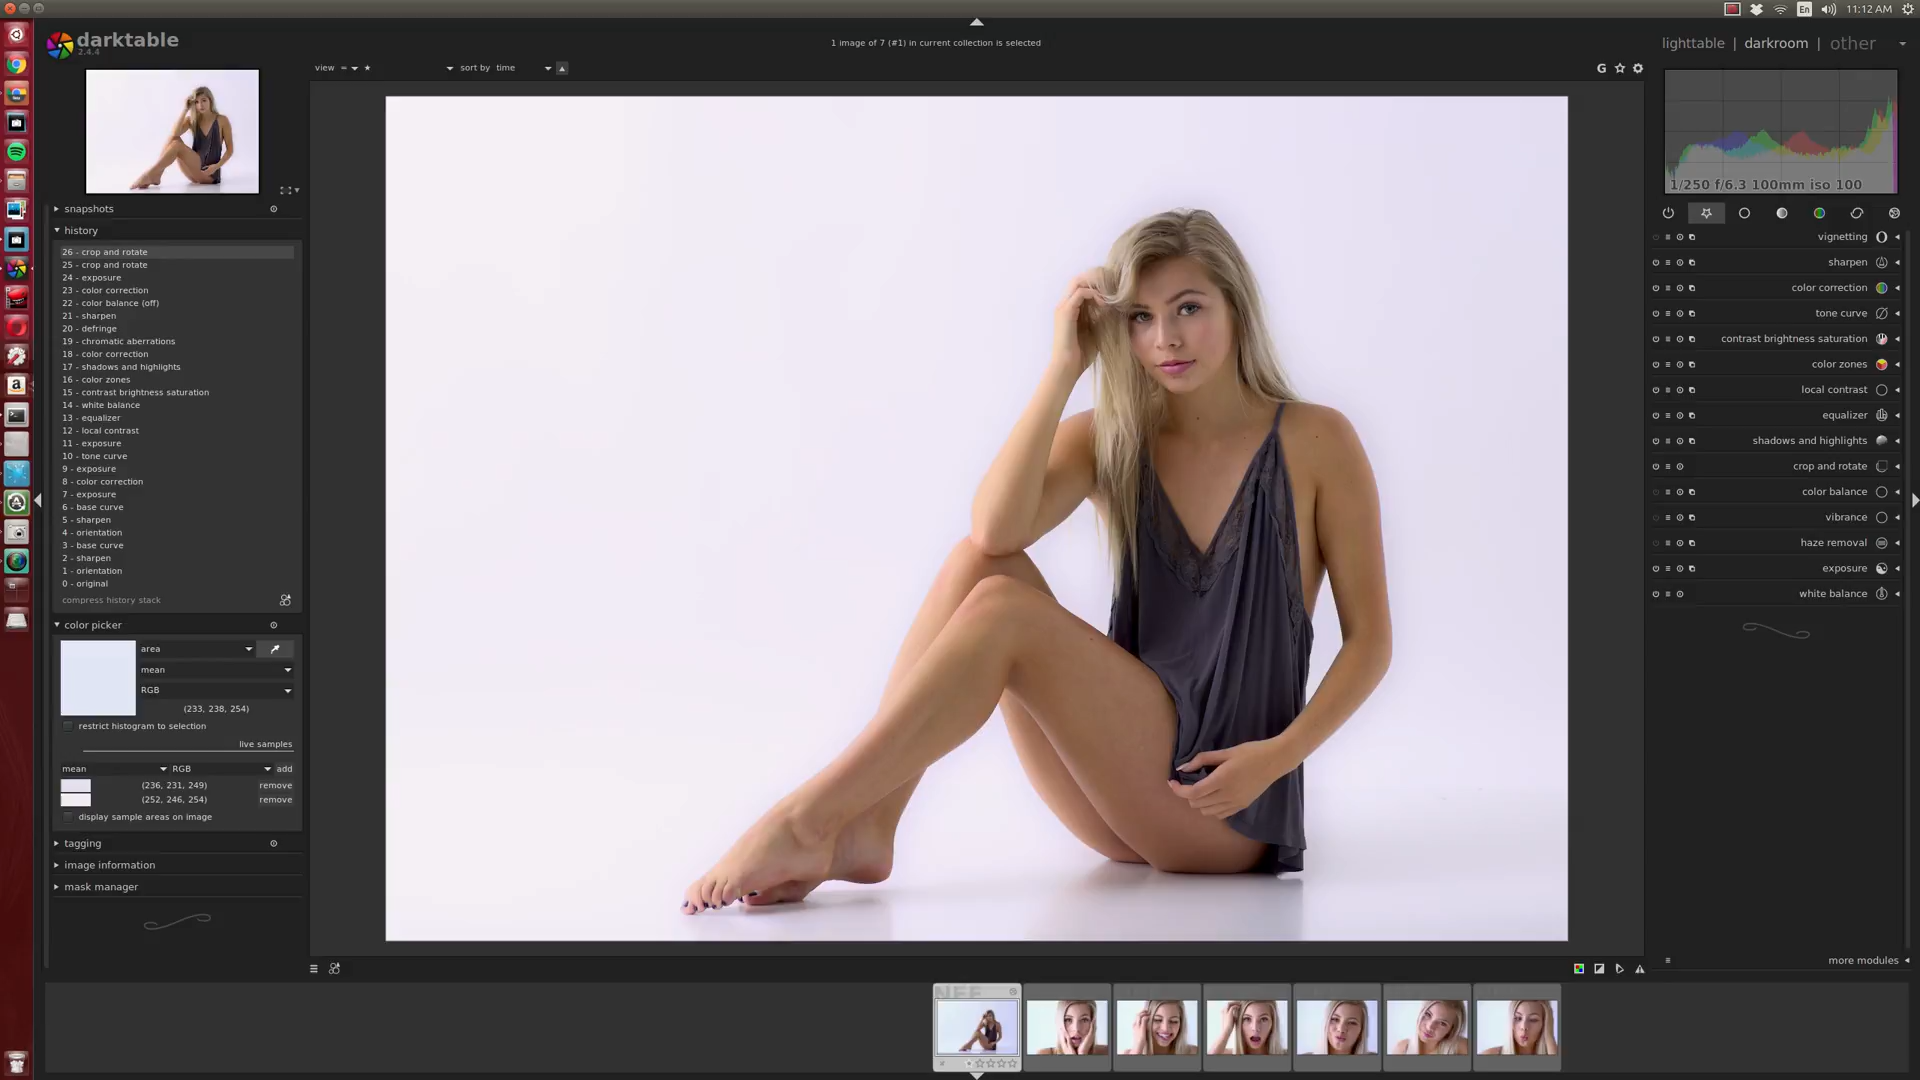 En
11:12 AM
darktable
2.4.4
1 image of 7 (#1) in current collection is selected
lighttable | darkroom | other
view
sort by time
G
1/250 f/6.3 100mm iso 100
snapshots
history
26 - crop and rotate
25 - crop and rotate
24 - exposure
23 - color correction
22 - color balance (off)
21 - sharpen
20 - defringe
19 - chromatic aberrations
18 - color correction
17 - shadows and highlights
16 - color zones
15 - contrast brightness saturation
14 - white balance
13 - equalizer
12 - local contrast
11 - exposure
10 - tone curve
9 - exposure
8 - color correction
7 - exposure
6 - base curve
5 - sharpen
4 - orientation
3 - base curve
2 - sharpen
1 - orientation
0 - original
compress history stack
color picker
area
mean
RGB
(233, 238, 254)
restrict histogram to selection
live samples
mean RGB add
(236, 231, 249) remove
(252, 246, 254) remove
display sample areas on image
tagging
image information
mask manager
vignetting
sharpen
color correction
tone curve
contrast brightness saturation
color zones
local contrast
equalizer
shadows and highlights
crop and rotate
color balance
vibrance
haze removal
exposure
white balance
more modules
NEF